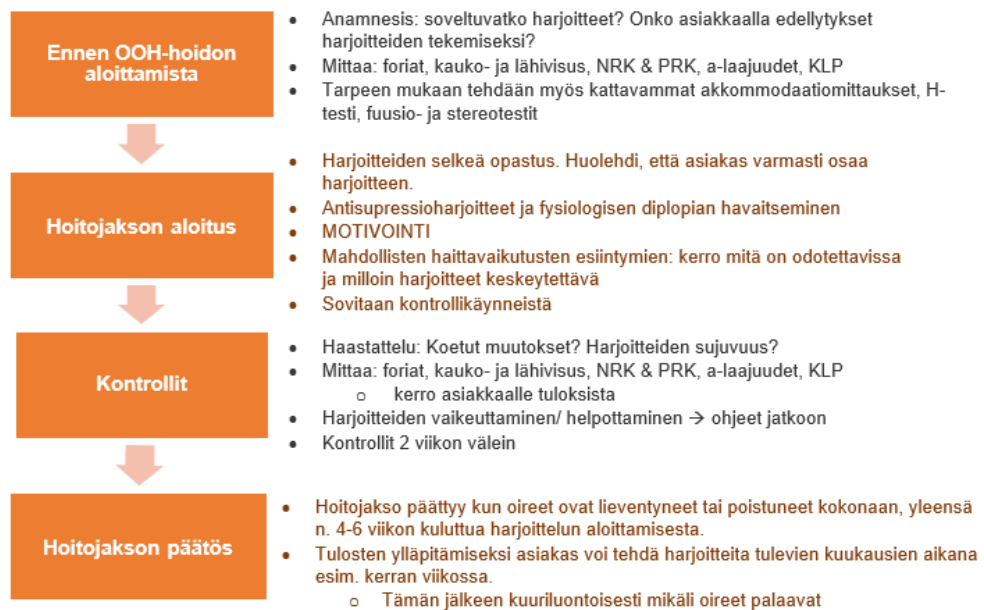 Ennen OOH-hoidon
aloittamista
• Anamnesis: soveltuvatko harjoitteet? Onko asiakkaalla edellytykset
harjoitteiden tekemiseksi?
• Mittaa: foriat, kauko- ja lähivisus, NRK & PRK, a-laajuudet, KLP
• Tarpeen mukaan tehdään myös kattavammat akkommodaatiomittaukset, H-
testi, fuusio- ja stereotestit
Hoitojakson aloitus
• Harjoitteiden selkeä opastus. Huolehdi, että asiakas varmasti osaa
harjoitteen.
• Antisupressioharjoitteet ja fysiologisen diplopian havaitseminen
• MOTIVOINTI
• Mahdollisten haittavaikutusten esiintymien: kerro mitä on odotettavissa
ja milloin harjoitteet keskeytettävä
• Sovitaan kontrollikäynneistä
Kontrollit
• Haastattelu: Koetut muutokset? Harjoitteiden sujuvuus?
• Mittaa: foriat, kauko- ja lähivisus, NRK & PRK, a-laajuudet, KLP
o kerro asiakkaalle tuloksista
• Harjoitteiden vaikeuttaminen/ helpottaminen → ohjeet jatkoon
• Kontrollit 2 viikon välein
Hoitojakson päätös
• Hoitojakso päättyy kun oireet ovat lieventyneet tai poistuneet kokonaan, yleensä
n. 4-6 viikon kuluttua harjoittelun aloittamisesta.
• Tulosten ylläpitämiseksi asiakas voi tehdä harjoitteita tulevien kuukausien aikana
esim. kerran viikossa.
o Tämän jälkeen kuuriluontoisesti mikäli oireet palaavat